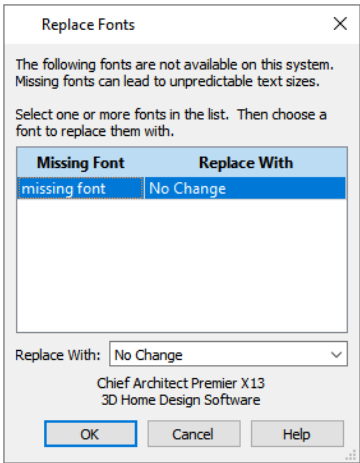 Replace Fonts
The following fonts are not available on this system.
Missing fonts can lead to unpredictable text sizes.
Select one or more fonts in the list. Then choose a
font to replace them with.
Missing Font Replace With
missing font No Change
Replace With: No Change
Chief Architect Premier X13
3D Home Design Software
OK Cancel Help